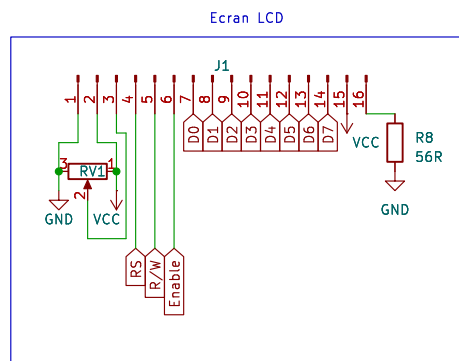 Ecran LCD
J1
1 2 3 4 5 6 7 8 9 10 11 12 13 14 15 16
D0 D1 D2 D3 D4 D5 D6 D7
VCC
R8
56R
3 RV1 1
2
GND
VCC
GND
RS
R/W
Enable